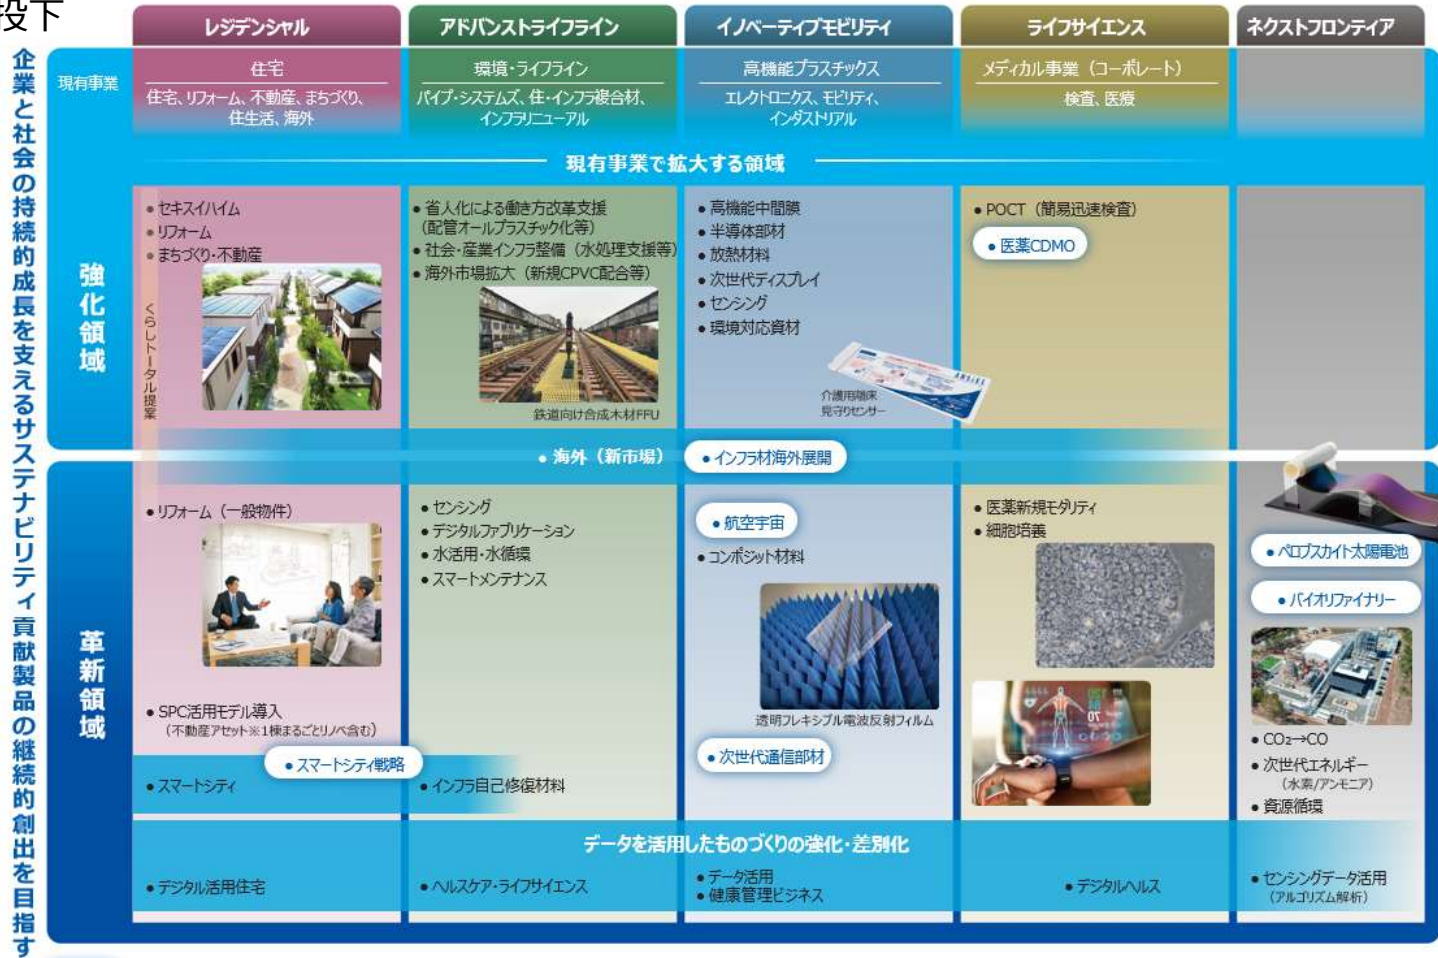 投下
企業と社会の持続的成長を支えるサステナビリティ貢献製品の継続的創出を目指す
レジデンシャル
アドバンストライフライン
イノベーティブモビリティ
ライフサイエンス
ネクストフロンティア
現有事業
住宅
住宅、リフォーム、不動産、まちづくり、
住生活、海外
環境・ライフライン
パイプ・システムズ、住・インフラ複合材、
インフラリニューアル
高機能プラスチックス
エレクトロニクス、モビリティ、
インダストリアル
メディカル事業（コーポレート）
検査、医療
現有事業で拡大する領域
強化領域
• セキスイハイム
• リフォーム
• まちづくり・不動産
くらしトータル提案
• 省人化による働き方改革支援
（配管オールプラスチック化等）
• 社会・産業インフラ整備（水処理支援等）
• 海外市場拡大（新規CPVC配合等）
鉄道向け合成木材FFU
• 高機能中間膜
• 半導体部材
• 放熱材料
• 次世代ディスプレイ
• センシング
• 環境対応資材
介護用離床
見守りセンサー
• POCT（簡易迅速検査）
• 医薬CDMO
• 海外（新市場）
• インフラ材海外展開
革新領域
• リフォーム（一般物件）
• SPC活用モデル導入
（不動産アセット※1棟まるごとリノベ含む）
• スマートシティ戦略
• スマートシティ
• センシング
• デジタルファブリケーション
• 水活用・水循環
• スマートメンテナンス
• インフラ自己修復材料
• 航空宇宙
• コンポジット材料
透明フレキシブル電波反射フィルム
• 次世代通信部材
• 医薬新規モダリティ
• 細胞培養
• ペロブスカイト太陽電池
• バイオリファイナリー
• CO₂→CO
• 次世代エネルギー
（水素/アンモニア）
• 資源循環
データを活用したものづくりの強化・差別化
• デジタル活用住宅
• ヘルスケア・ライフサイエンス
• データ活用
• 健康管理ビジネス
• デジタルヘルス
• センシングデータ活用
（アルゴリズム解析）